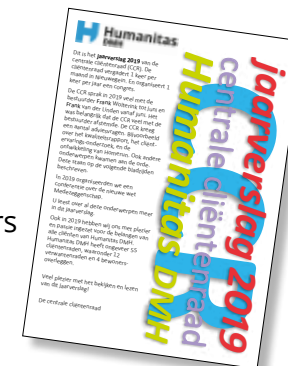 rs
Humanitas
DMH
Dit is het jaarverslag 2019 van de
centrale cliëntenraad (CCR). De
cliëntenraad vergadert 1 keer per
maand in Nieuwegein. En organiseert 1
keer per jaar een congres.
De CCR sprak in 2019 veel met de
bestuurder Frank Wolterink tot juni en
Frank van der Linden vanaf juni. Het
was belangrijk dat de CCR veel met de
bestuurder afstemde. De CCR kreeg
een aantal adviesvragen. Bijvoorbeeld
over het kwaliteitsrapport, het cliënt-
ervarings-onderzoek, en de
ontwikkeling van Homerun. Ook andere
onderwerpen kwamen aan de orde.
Deze staan op de volgende bladzijden
beschreven.
In 2019 organiseerden we een
conferentie over de nieuwe wet
Medezeggenschap.
U leest over al deze onderwerpen meer
in dit jaarverslag.
Ook in 2019 hebben wij ons met plezier
en passie ingezet voor de belangen van
alle cliënten van Humanitas DMH.
Humanitas DMH heeft ongeveer 55
cliëntenraden, waaronder 12
verwantenraden en 4 bewoners-
overleggen.
Veel plezier met het bekijken en lezen
van dit jaarverslag!
De centrale cliëntenraad
jaarverslag 2019
centrale cliëntenraad
Humanitas DMH